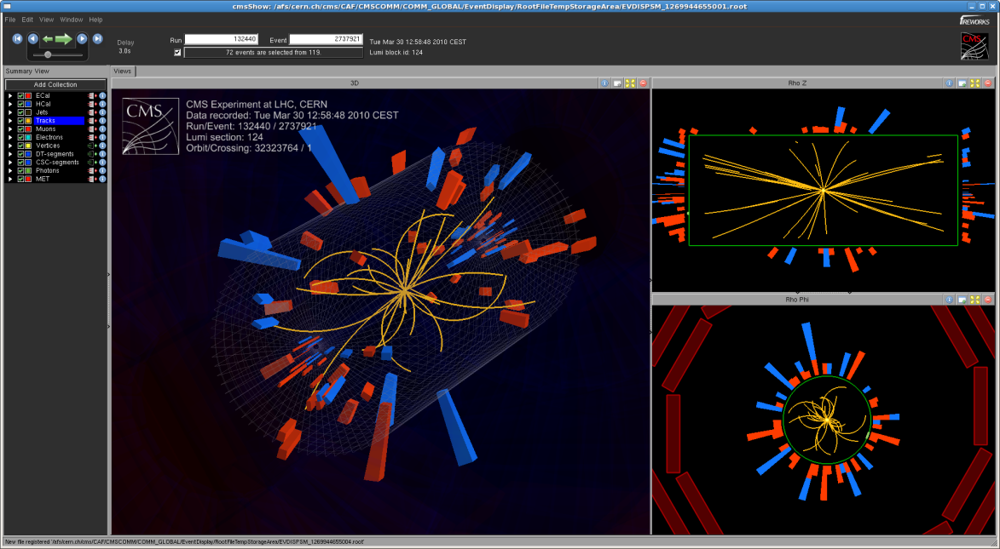 cmsShow: /afs/cern.ch/cms/CAF/CMSCOMM/COMM_GLOBAL/EventDisplay/RootFileTempStorageArea/EVDISPSM_1269944655001.root
File Edit View Window Help
FIREWORKS
Delay
3.0s
Run 132440 Event 2737921 Tue Mar 30 12:58:48 2010 CEST
72 events are selected from 119. Lumi block id: 124
CMS
Summary View
Views
Add Collection
ECal
HCal
Jets
Tracks
Muons
Electrons
Vertices
DT-segments
CSC-segments
Photons
MET
3D
CMS
CMS Experiment at LHC, CERN
Data recorded: Tue Mar 30 12:58:48 2010 CEST
Run/Event: 132440 / 2737921
Lumi section: 124
Orbit/Crossing: 32323764 / 1
Rho Z
Rho Phi
New file registered '/afs/cern.ch/cms/CAF/CMSCOMM/COMM_GLOBAL/EventDisplay/RootFileTempStorageArea/EVDISPSM_1269944655004.root'